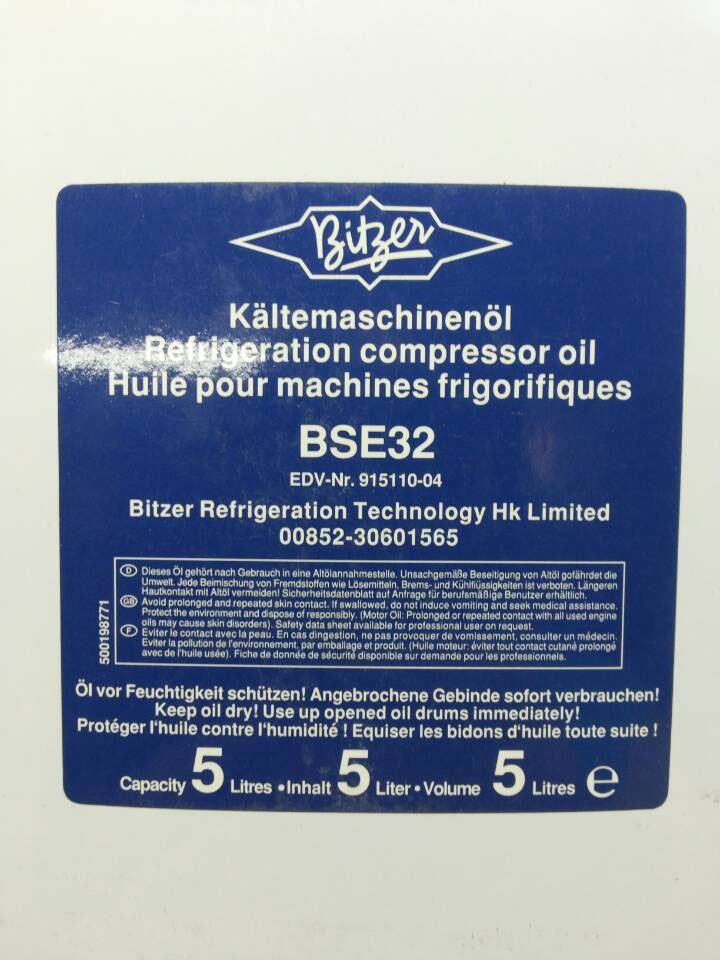 Bitzer
Kältemaschinenöl
Refrigeration compressor oil
Huile pour machines frigorifiques
BSE32
EDV-Nr. 915110-04
Bitzer Refrigeration Technology Hk Limited
00852-30601565
500198771
D Dieses Öl gehört nach Gebrauch in eine Altölannahmestelle. Unsachgemäße Beseitigung von Altöl gofährdet die
Umwelt. Jede Beimischung von Fremdstoffen wie Lösemitteln, Brems- und Kühlflüssigkeiten ist verboten. Längeren
Hautkontakt mit Altöl vermeiden! Sicherheitsdatenblatt auf Anfrage für berufsmäßige Benutzer erhältlich.
GB Avoid prolonged and repeated skin contact. If swallowed, do not induce vomiting and seek medical assistance.
Protect the environment and dispose of responsibly. (Motor Oil: Prolonged or repeated contact with all used engine
oils may cause skin disorders). Safety data sheet available for professional user on request.
F Eviter le contact avec la peau. En cas dingestion, ne pas provoquer de vomissement, consulter un médecin.
Eviter la pollution de l'environnement, par emballage et produit. (Huile moteur: éviter tout contact cutané prolongé
avec de l'huile usée). Fiche de donnée de sécurité disponible sur demande pour les professionnels.
Öl vor Feuchtigkeit schützen! Angebrochene Gebinde sofort verbrauchen!
Keep oil dry! Use up opened oil drums immediately!
Protéger l'huile contre l'humidité ! Equiser les bidons d'huile toute suite !
Capacity 5 Litres • Inhalt 5 Liter • Volume 5 Litres ℮